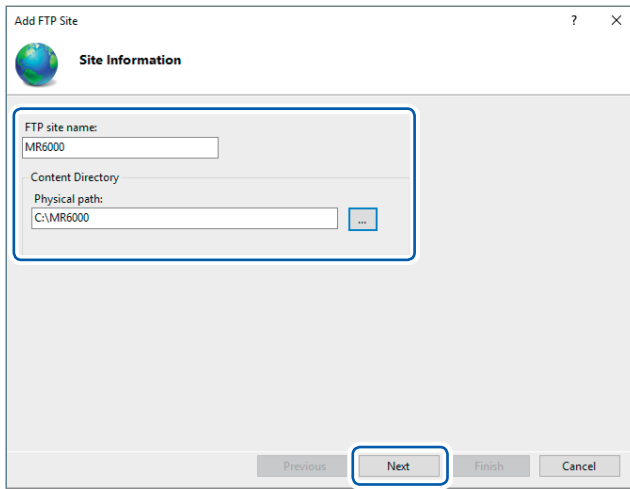 Add FTP Site
?
Site Information
FTP site name:
MR6000
Content Directory
Physical path:
C:\MR6000
...
Previous
Next
Finish
Cancel